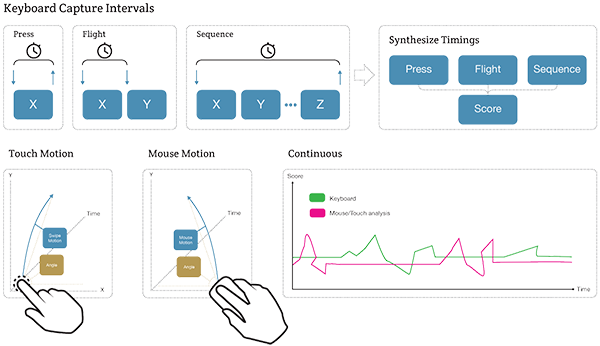 Keyboard Capture Intervals
Press
Flight
Sequence
X
X
Y
X
Y
Z
Synthesize Timings
Press
Flight
Sequence
Score
Touch Motion
Y
Time
Swipe
Motion
Angle
X
Mouse Motion
Y
Time
Mouse
Motion
Angle
Continuous
Score
Keyboard
Mouse/Touch analysis
Time